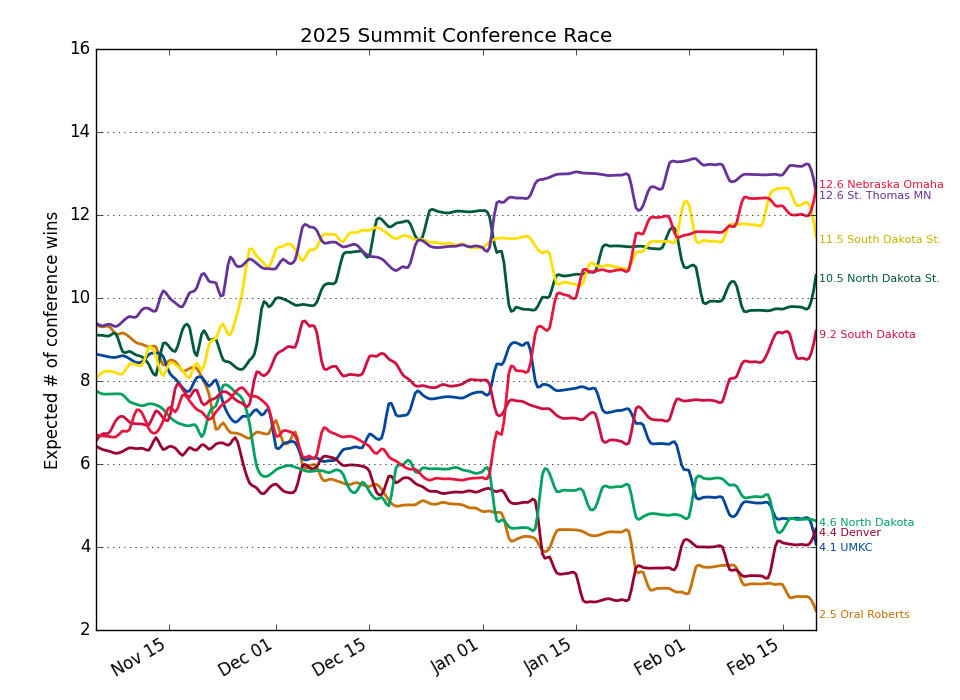 2025 Summit Conference Race
Expected # of conference wins
16
14
12
10
8
6
4
2
12.6 Nebraska Omaha
12.6 St. Thomas MN
11.5 South Dakota St.
10.5 North Dakota St.
9.2 South Dakota
4.6 North Dakota
4.4 Denver
4.1 UMKC
2.5 Oral Roberts
Nov 15
Dec 01
Dec 15
Jan 01
Jan 15
Feb 01
Feb 15